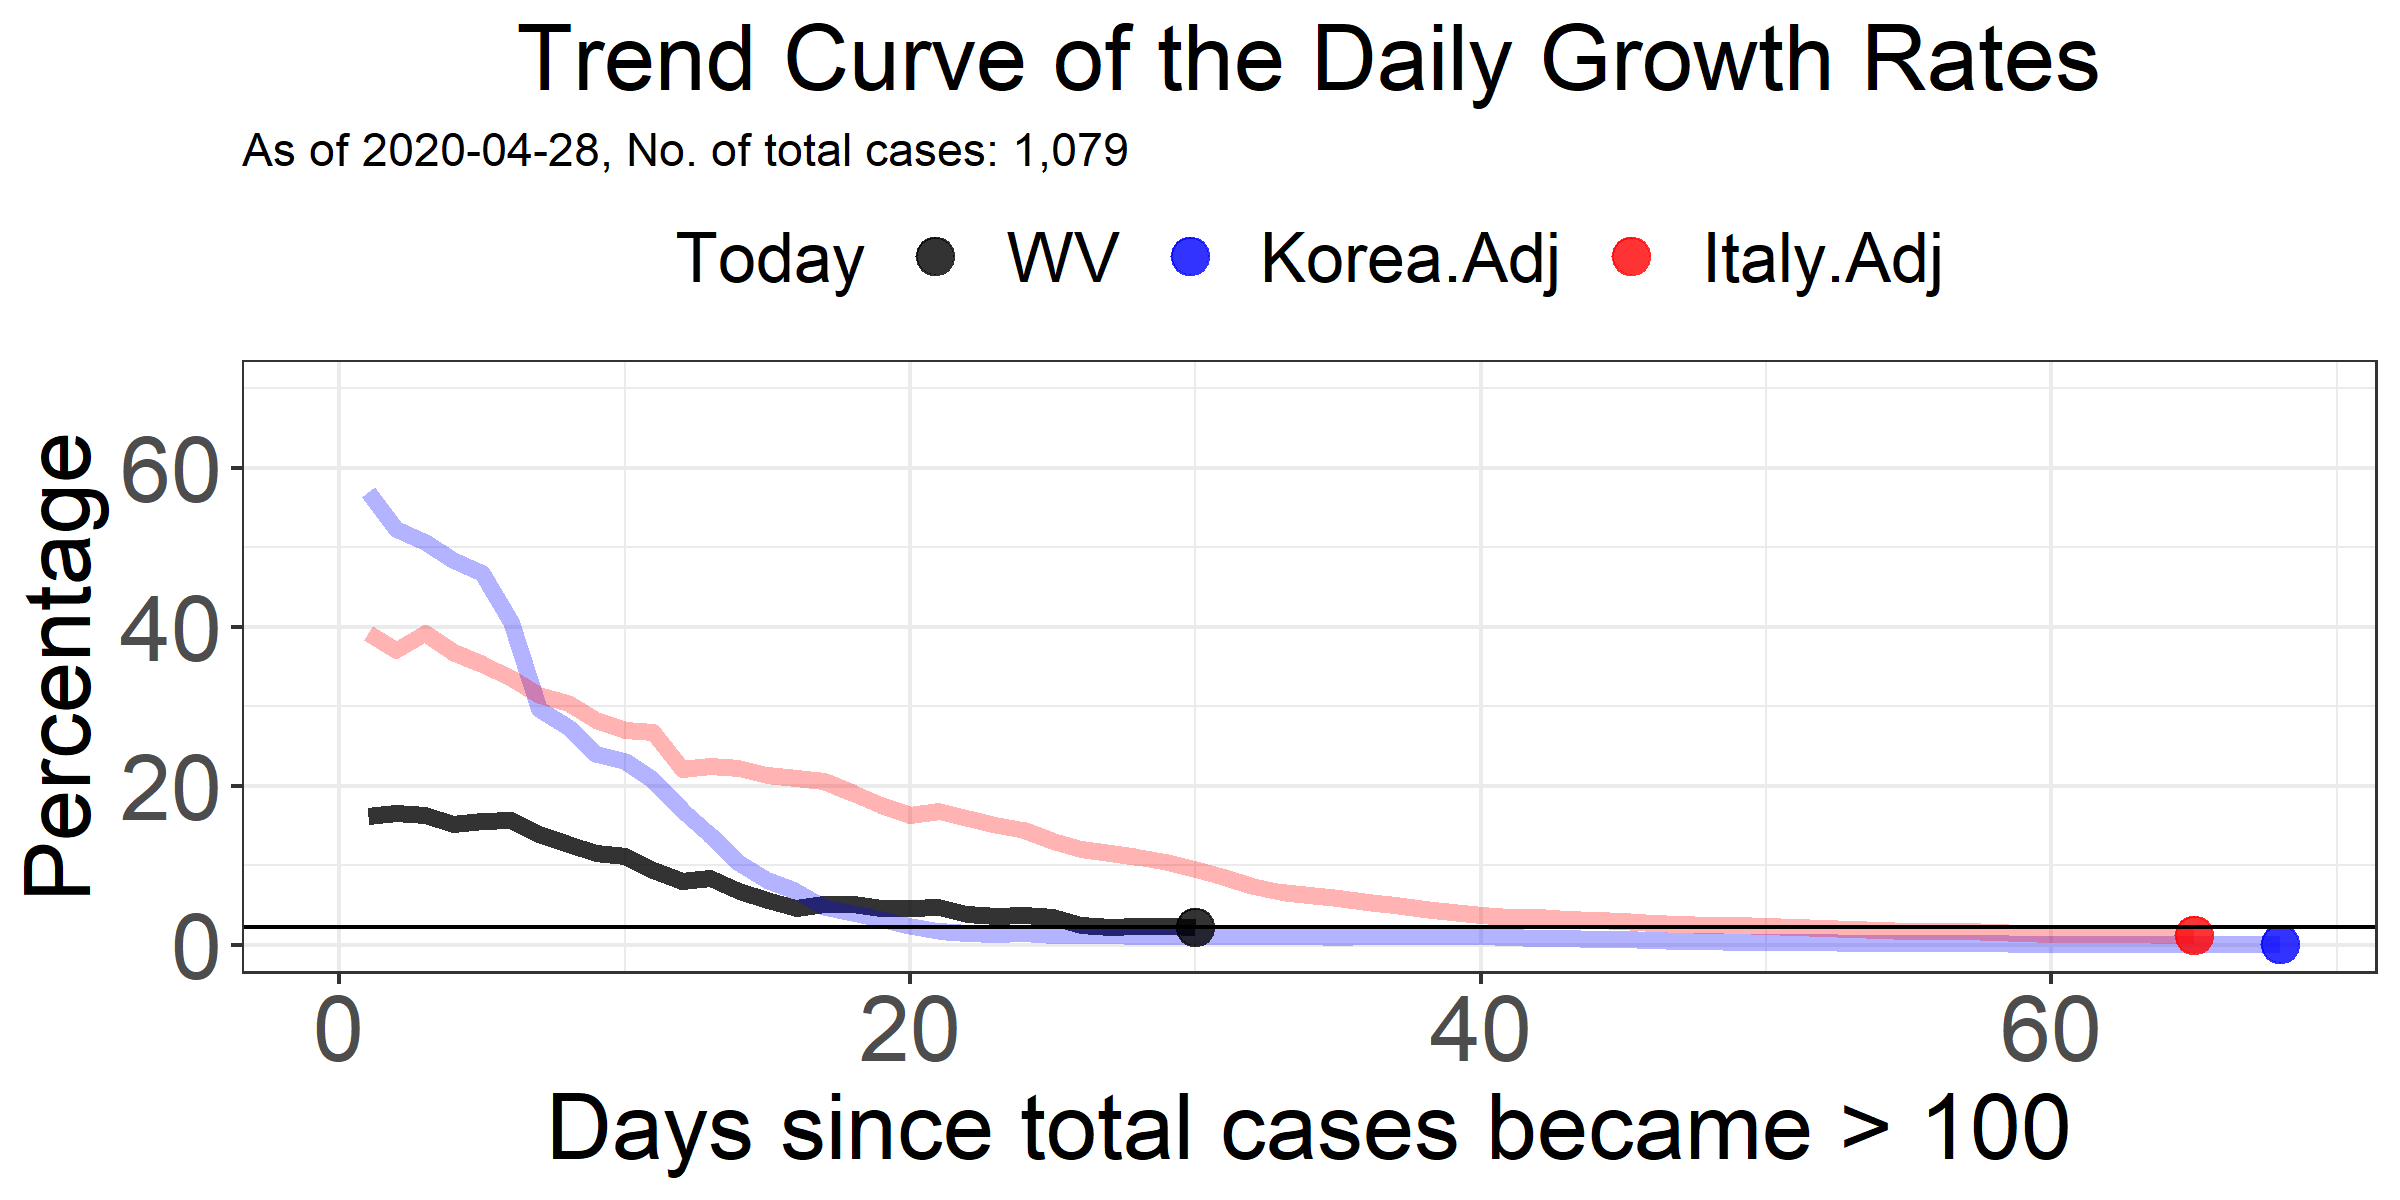 Trend Curve of the Daily Growth Rates
As of 2020-04-28, No. of total cases: 1,079
Today WV Korea.Adj Italy.Adj
Percentage
60
40
20
0
0 20 40 60
Days since total cases became > 100